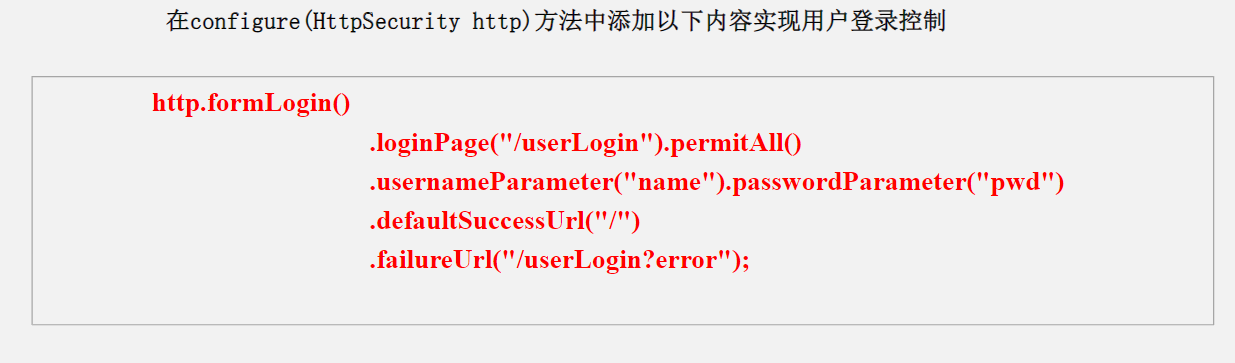 在configure(HttpSecurity http)方法中添加以下内容实现用户登录控制
http.formLogin()
.loginPage("/userLogin").permitAll()
.usernameParameter("name").passwordParameter("pwd")
.defaultSuccessUrl("/")
.failureUrl("/userLogin?error");